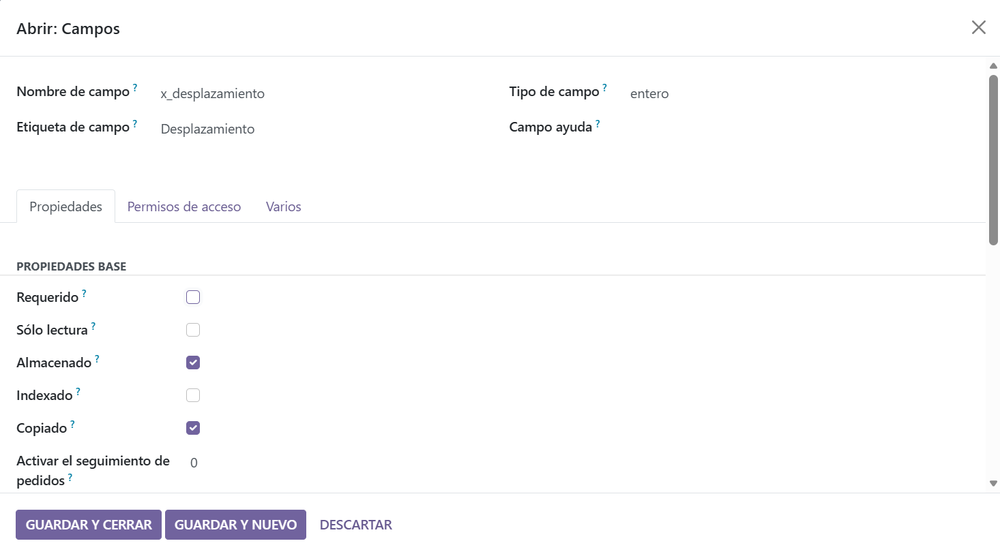 Abrir: Campos
Nombre de campo ? x_desplazamiento
Tipo de campo ? entero
Etiqueta de campo ? Desplazamiento
Campo ayuda ?
Propiedades Permisos de acceso Varios
PROPIEDADES BASE
Requerido ?
Sólo lectura ?
Almacenado ?
Indexado ?
Copiado ?
Activar el seguimiento de
pedidos ? 0
GUARDAR Y CERRAR GUARDAR Y NUEVO DESCARTAR